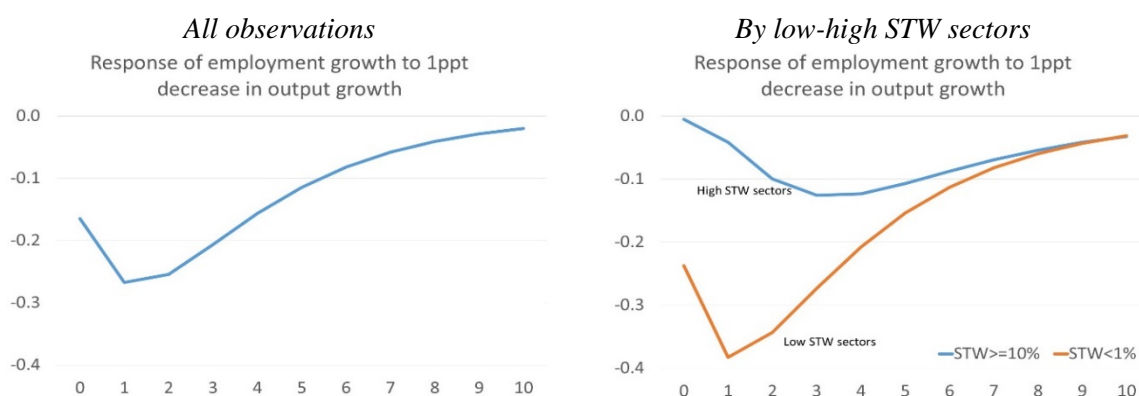 All observations
Response of employment growth to 1ppt
decrease in output growth
0.0
-0.1
-0.2
-0.3
-0.4
0 1 2 3 4 5 6 7 8 9 10
By low-high STW sectors
Response of employment growth to 1ppt
decrease in output growth
0.0
-0.1
High STW sectors
-0.2
-0.3
Low STW sectors
STW>=10% STW<1%
-0.4
0 1 2 3 4 5 6 7 8 9 10